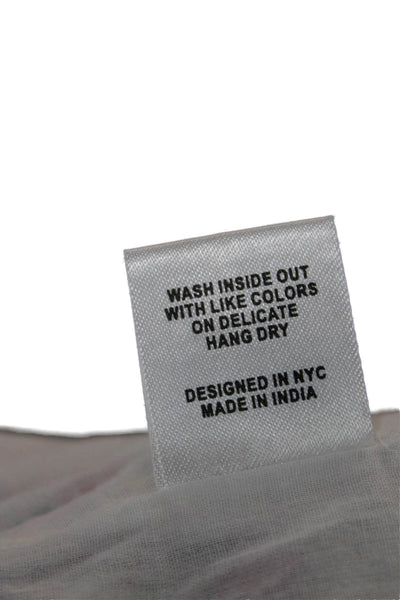 WASH INSIDE OUT
WITH LIKE COLORS
ON DELICATE
HANG DRY
DESIGNED IN NYC
MADE IN INDIA